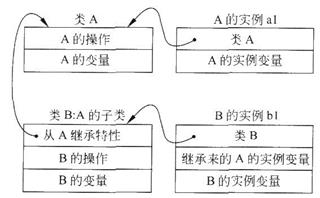 类 A
A 的实例 a1
A 的操作
类 A
A 的变量
A 的实例变量
类 B:A 的子类
B 的实例 b1
从 A 继承特性
类 B
B 的操作
继承来的 A 的实例变量
B 的变量
B 的实例变量